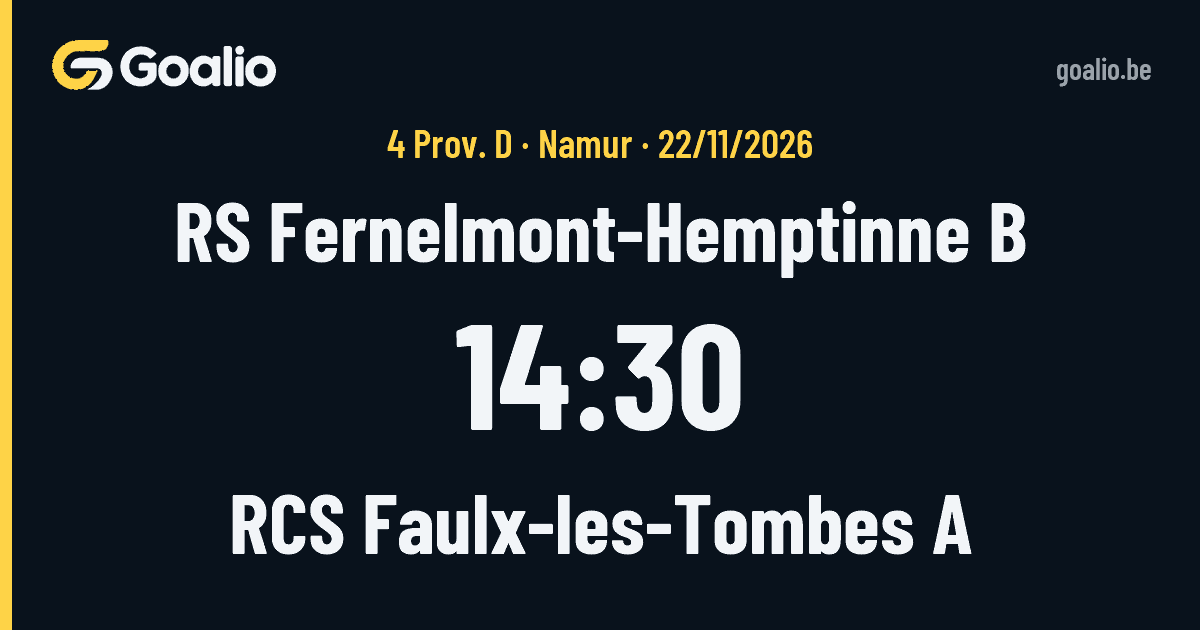 Goalio
goalio.be
4 Prov. D · Namur · 22/11/2026
RS Fernelmont-Hemptinne B
14:30
RCS Faulx-les-Tombes A